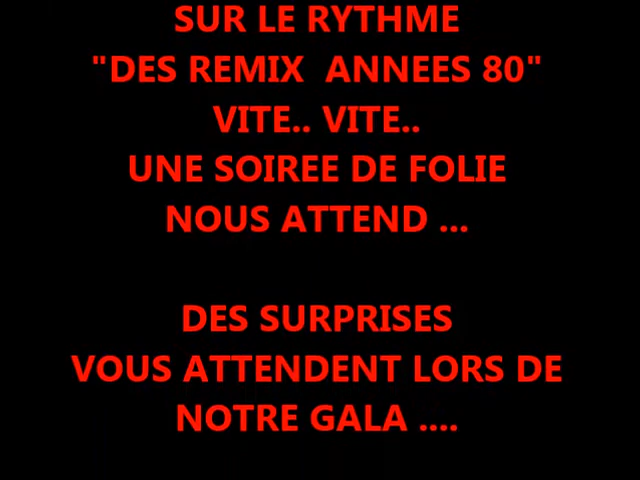 SUR LE RYTHME
"DES REMIX  ANNEES 80"
VITE.. VITE..
UNE SOIREE DE FOLIE
NOUS ATTEND ...
DES SURPRISES
VOUS ATTENDENT LORS DE
NOTRE GALA ....